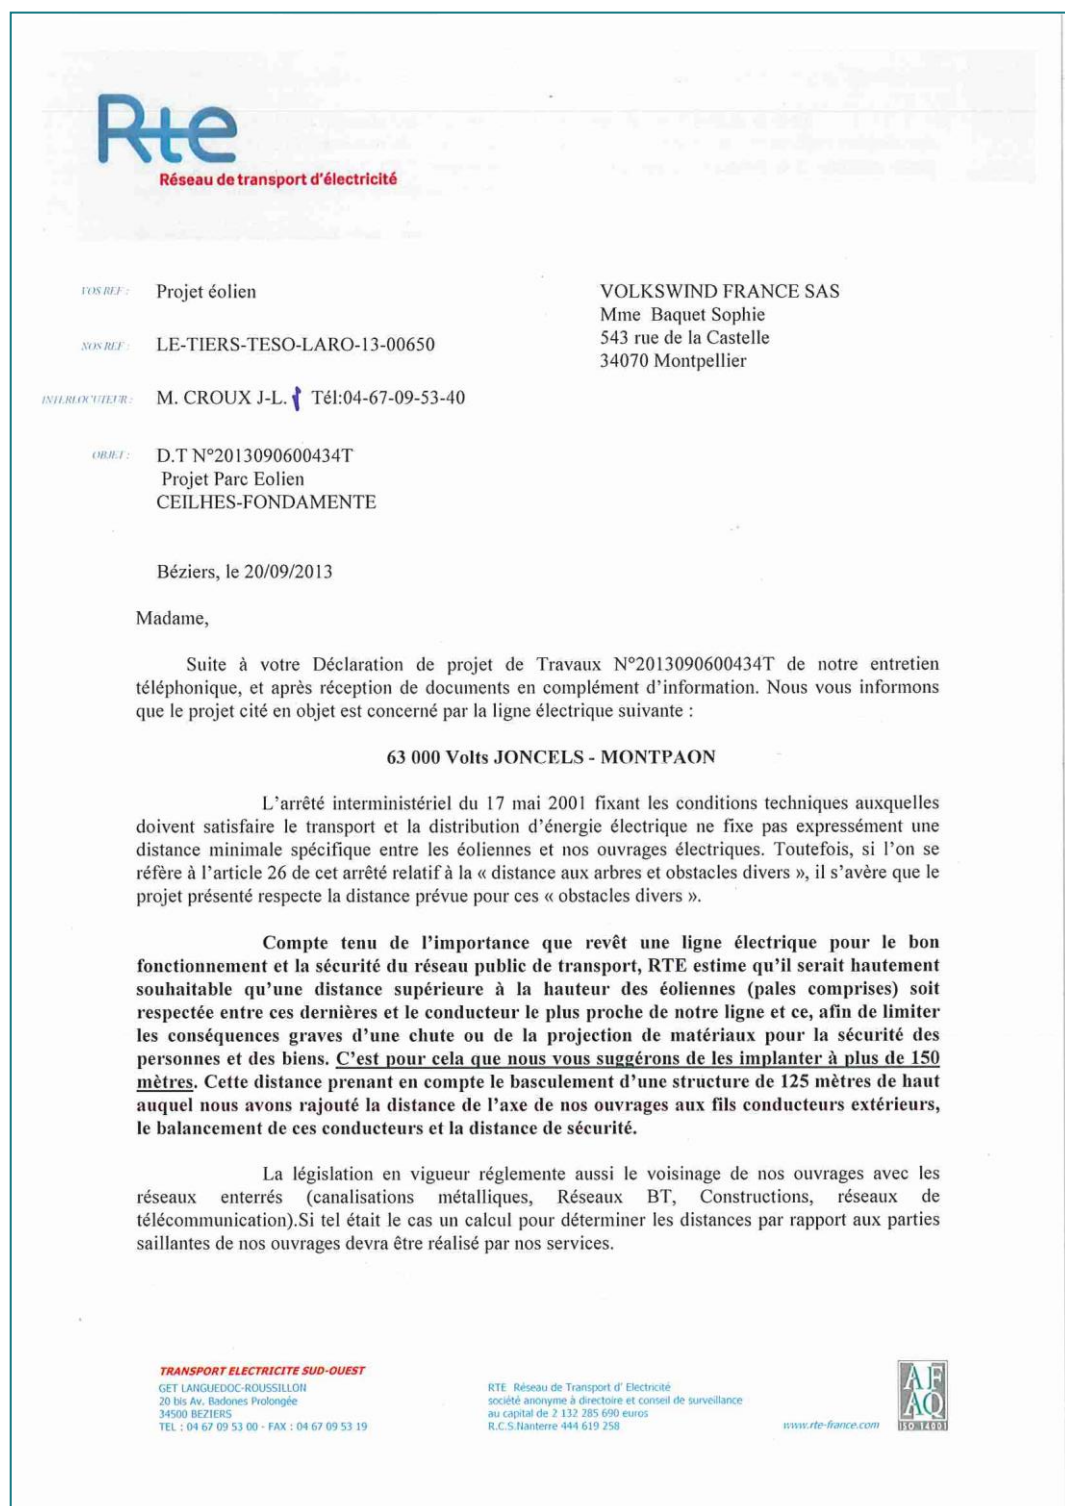 Rte
Réseau de transport d'électricité
VOS REF : Projet éolien
NOS REF : LE-TIERS-TESO-LARO-13-00650
INTERLOCUTEUR : M. CROUX J-L. Tél:04-67-09-53-40
OBJET : D.T N°2013090600434T
Projet Parc Eolien
CEILHES-FONDAMENTE
VOLKSWIND FRANCE SAS
Mme Baquet Sophie
543 rue de la Castelle
34070 Montpellier
Béziers, le 20/09/2013
Madame,
Suite à votre Déclaration de projet de Travaux N°2013090600434T de notre entretien
téléphonique, et après réception de documents en complément d'information. Nous vous informons
que le projet cité en objet est concerné par la ligne électrique suivante :
63 000 Volts JONCELS - MONTPAON
L'arrêté interministériel du 17 mai 2001 fixant les conditions techniques auxquelles
doivent satisfaire le transport et la distribution d'énergie électrique ne fixe pas expressément une
distance minimale spécifique entre les éoliennes et nos ouvrages électriques. Toutefois, si l'on se
réfère à l'article 26 de cet arrêté relatif à la « distance aux arbres et obstacles divers », il s'avère que le
projet présenté respecte la distance prévue pour ces « obstacles divers ».
Compte tenu de l'importance que revêt une ligne électrique pour le bon
fonctionnement et la sécurité du réseau public de transport, RTE estime qu'il serait hautement
souhaitable qu'une distance supérieure à la hauteur des éoliennes (pales comprises) soit
respectée entre ces dernières et le conducteur le plus proche de notre ligne et ce, afin de limiter
les conséquences graves d'une chute ou de la projection de matériaux pour la sécurité des
personnes et des biens. C'est pour cela que nous vous suggérons de les implanter à plus de 150
mètres. Cette distance prenant en compte le basculement d'une structure de 125 mètres de haut
auquel nous avons rajouté la distance de l'axe de nos ouvrages aux fils conducteurs extérieurs,
le balancement de ces conducteurs et la distance de sécurité.
La législation en vigueur réglemente aussi le voisinage de nos ouvrages avec les
réseaux enterrés (canalisations métalliques, Réseaux BT, Constructions, réseaux de
télécommunication).Si tel était le cas un calcul pour déterminer les distances par rapport aux parties
saillantes de nos ouvrages devra être réalisé par nos services.
TRANSPORT ELECTRICITE SUD-OUEST
GET LANGUEDOC-ROUSSILLON
20 bis Av. Badones Prolongée
34500 BEZIERS
TEL : 04 67 09 53 00 - FAX : 04 67 09 53 19
RTE Réseau de Transport d' Electricité
société anonyme à directoire et conseil de surveillance
au capital de 2 132 285 690 euros
R.C.S.Nanterre 444 619 258
www.rte-france.com
AFAQ
ISO 14001